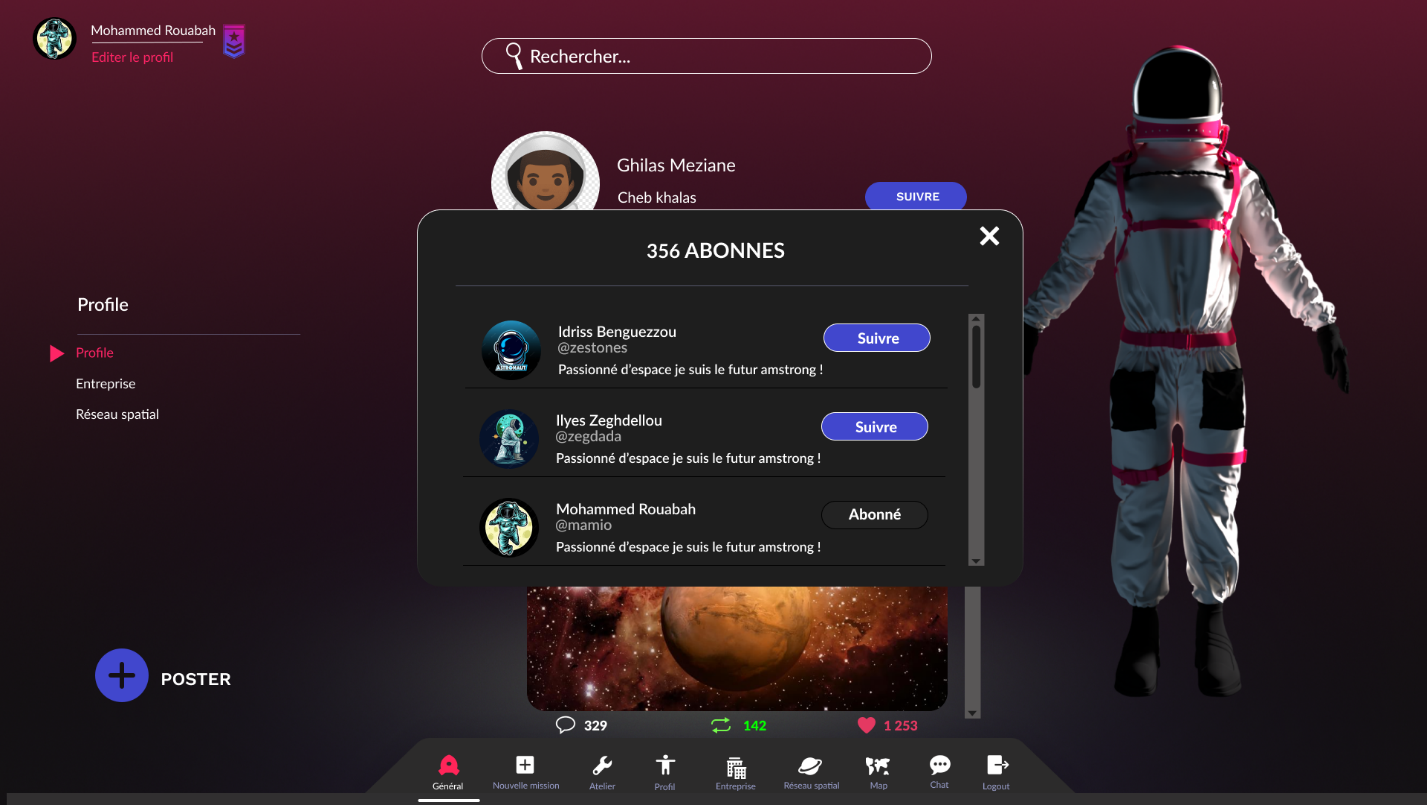 Mohammed Rouabah
Editer le profil
Rechercher...
Ghilas Meziane
Cheb khalas
SUIVRE
356 ABONNES
Profile
Profile
Entreprise
Réseau spatial
Idriss Benguezzou
@zestones
Passionné d'espace je suis le futur amstrong !
Suivre
ASTRONAUT
Ilyes Zeghdellou
@zegdada
Passionné d'espace je suis le futur amstrong !
Suivre
Mohammed Rouabah
@mamio
Passionné d'espace je suis le futur amstrong !
Abonné
POSTER
329
142
1 253
Général
Nouvelle mission
Atelier
Profil
Entreprise
Réseau spatial
Map
Chat
Logout